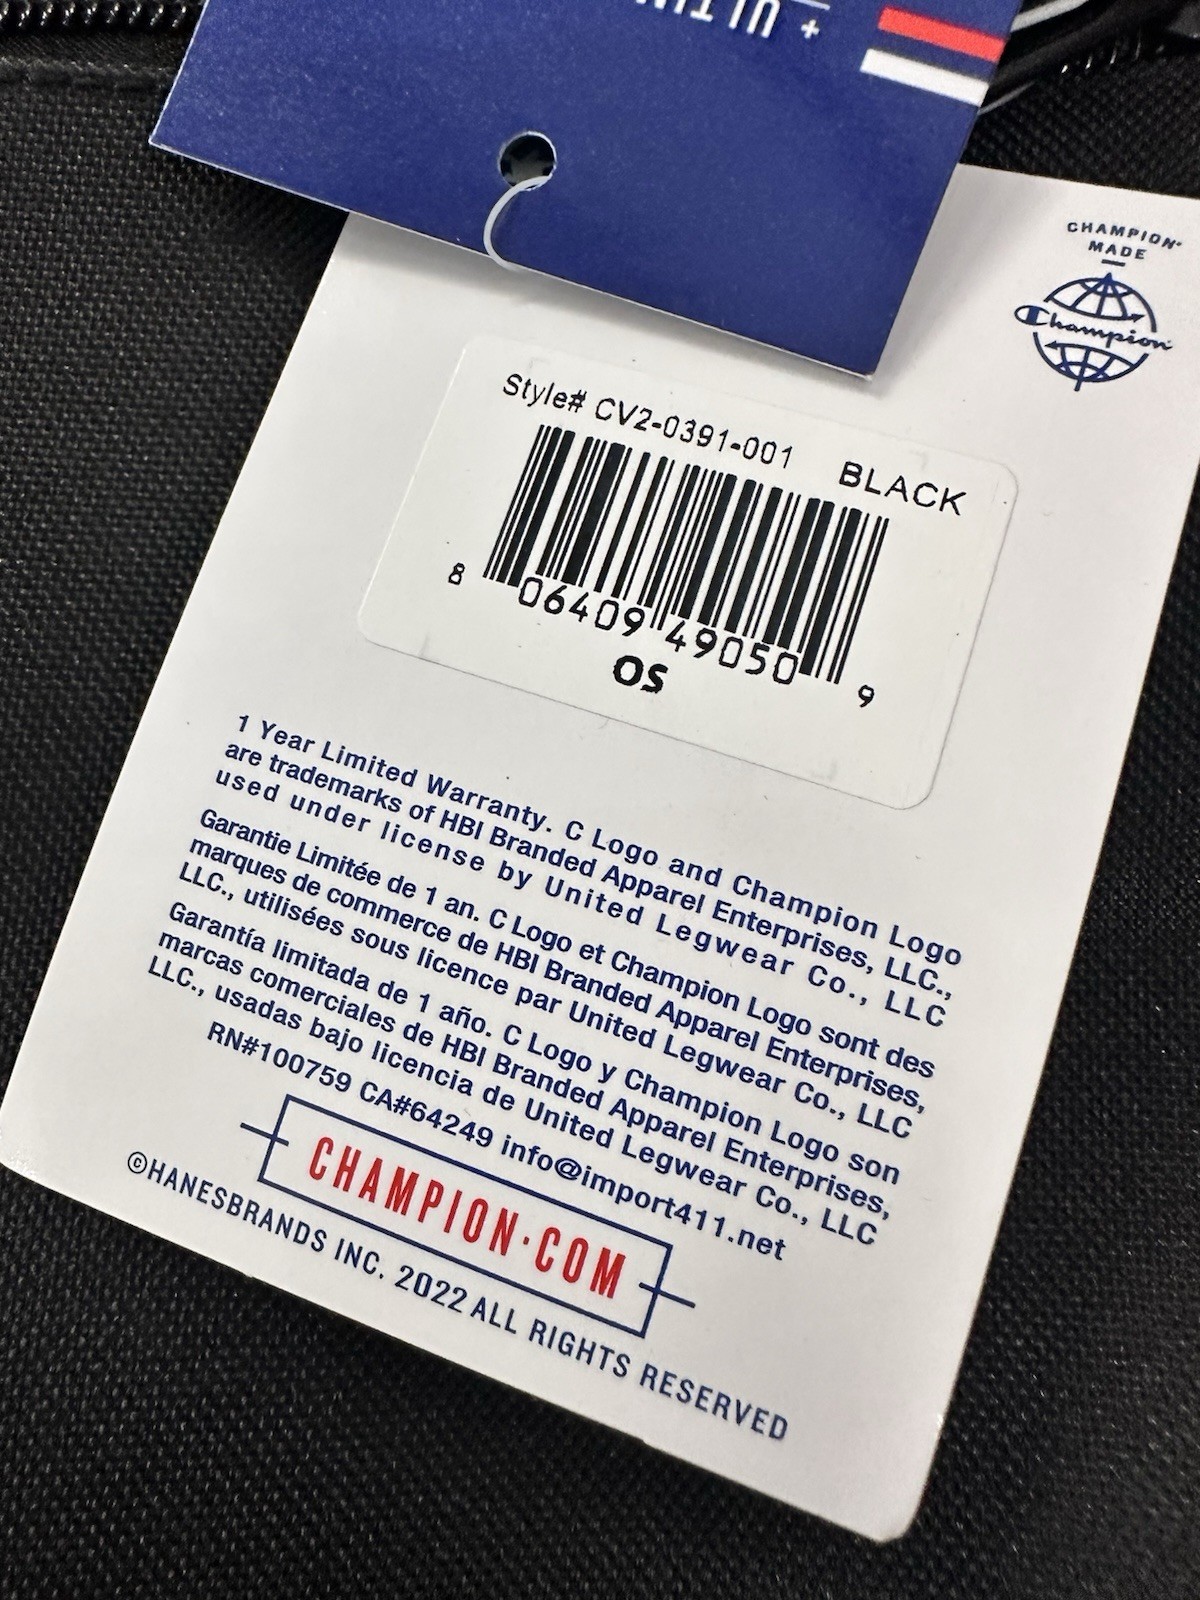 CHAMPION®
MADE
Champion
Style# CV2-0391-001 BLACK
8 06409 49050 9
OS
1 Year Limited Warranty. C Logo and Champion Logo
are trademarks of HBI Branded Apparel Enterprises, LLC.,
used under license by United Legwear Co., LLC
Garantie Limitée de 1 an. C Logo et Champion Logo sont des
marques de commerce de HBI Branded Apparel Enterprises,
LLC., utilisées sous licence par United Legwear Co., LLC
Garantía limitada de 1 año. C Logo y Champion Logo son
marcas comerciales de HBI Branded Apparel Enterprises,
LLC., usadas bajo licencia de United Legwear Co., LLC
RN#100759 CA#64249 info@import411.net
CHAMPION·COM
©HANESBRANDS INC. 2022 ALL RIGHTS RESERVED